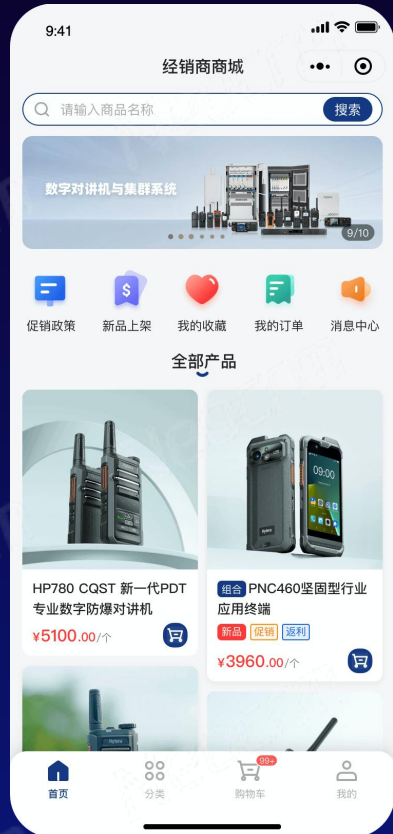 9:41
经销商商城
请输入商品名称
搜索
数字对讲机与集群系统
9/10
促销政策
新品上架
我的收藏
我的订单
消息中心
全部产品
09:00
Hytera
HP780 CQST 新一代PDT
专业数字防爆对讲机
¥5100.00/个
组合 PNC460坚固型行业
应用终端
新品 促销 返利
¥3960.00/个
Hytera
首页
分类
99+
购物车
我的